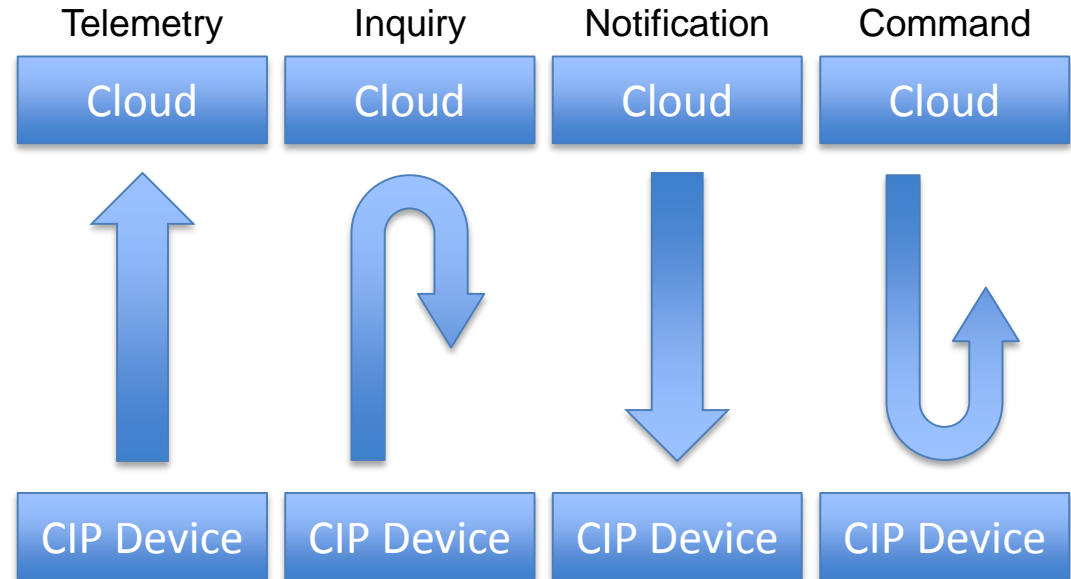 Telemetry Inquiry Notification Command
Cloud Cloud Cloud Cloud
CIP Device CIP Device CIP Device CIP Device